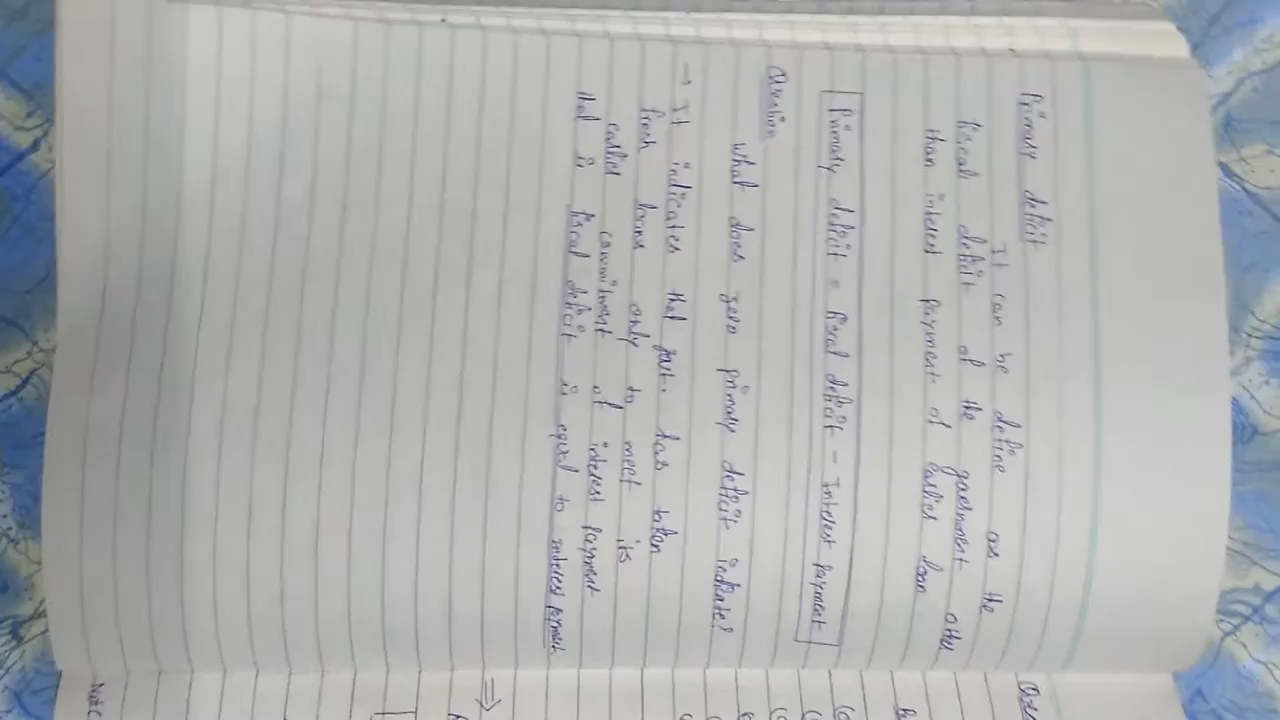 Primary deficit
It can be define as the
fiscal deficit of the government other
than interest payment of earlier loan
Primary deficit = fiscal deficit - Interest payment
Question
What does zero primary deficit indicate?
→ It indicates that govt. has taken
fresh loans only to meet its
earlier commitment of interest payment
that is fiscal deficit is equal to interest payment
⇒
Note